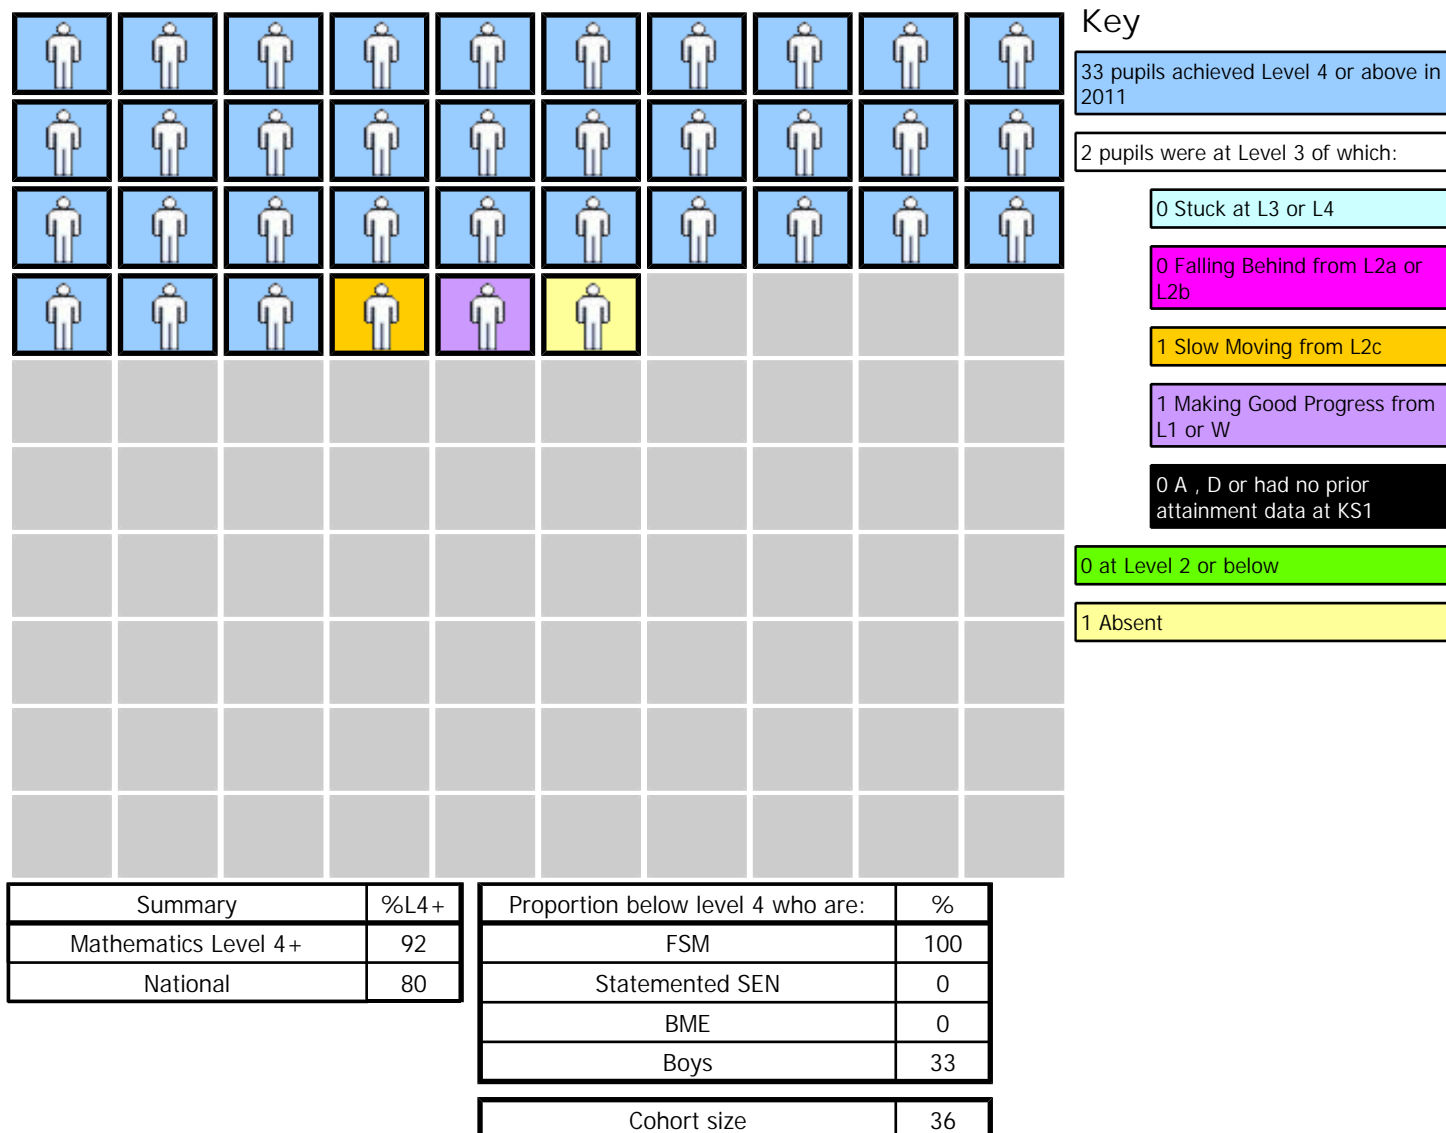 Key
33 pupils achieved Level 4 or above in
2011
2 pupils were at Level 3 of which:
0 Stuck at L3 or L4
0 Falling Behind from L2a or
L2b
1 Slow Moving from L2c
1 Making Good Progress from
L1 or W
0 A , D or had no prior
attainment data at KS1
0 at Level 2 or below
1 Absent
Summary %L4+
Mathematics Level 4+ 92
National 80
Proportion below level 4 who are: %
FSM 100
Statemented SEN 0
BME 0
Boys 33
Cohort size 36